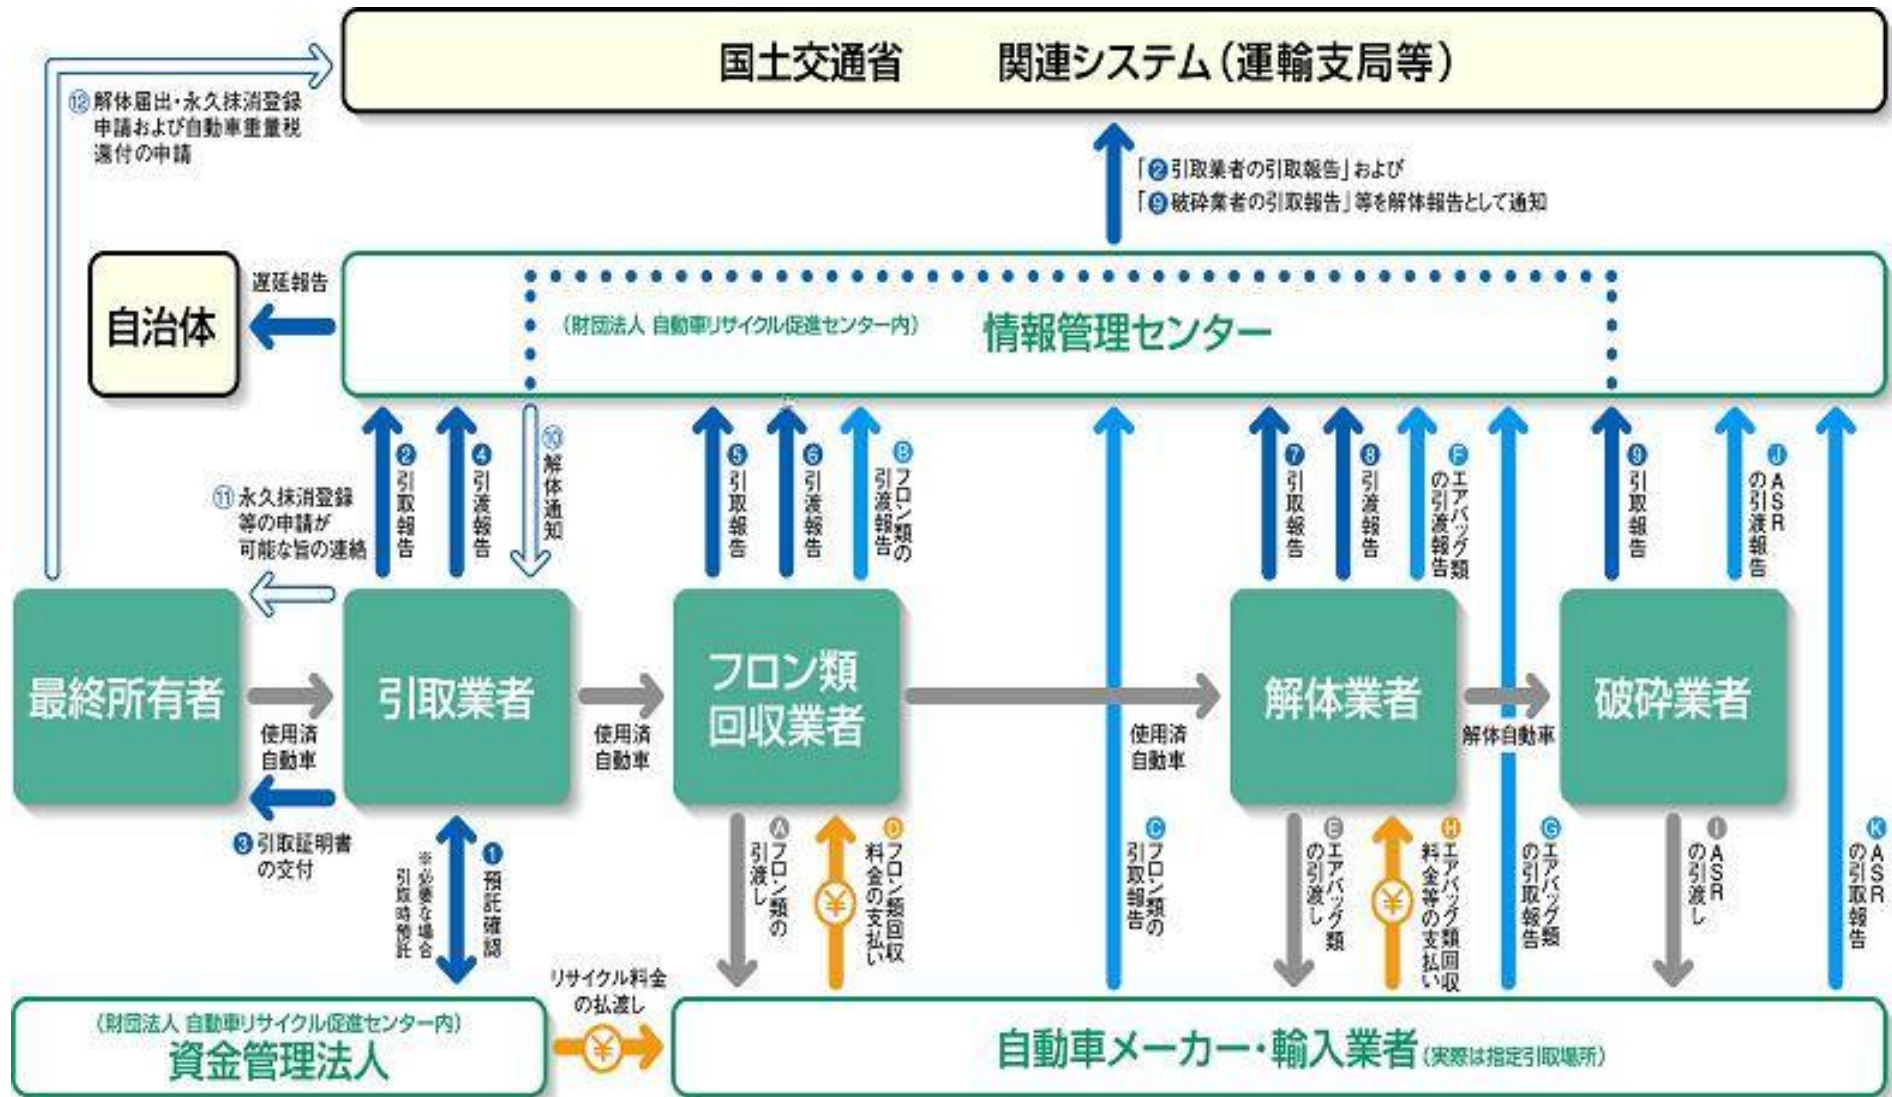 国土交通省 関連システム（運輸支局等）
⑫解体届出・永久抹消登録
申請および自動車重量税
還付の申請
「❷引取業者の引取報告」および
「❾破砕業者の引取報告」等を解体報告として通知
自治体
遅延報告
（財団法人 自動車リサイクル促進センター内） 情報管理センター
⑪永久抹消登録
等の申請が
可能な旨の連絡
❷引取報告
❹引渡報告
⑩解体通知
❺引取報告
❻引渡報告
Ⓑフロン類の
引渡報告
❼引取報告
❽引渡報告
Ⓕエアバッグ類
の引渡報告
❾引取報告
ⒿASR
の引渡報告
最終所有者
使用済
自動車
引取業者
使用済
自動車
フロン類
回収業者
使用済
自動車
解体業者
解体自動車
破砕業者
❸引取証明書
の交付
❶預託確認
※必要な場合
引取時預託
Ⓐフロン類の
引渡し
Ⓓフロン類回収
料金の支払い
¥
Ⓒフロン類の
引取報告
Ⓔエアバッグ類
の引渡し
Ⓗエアバッグ類回収
料金等の支払い
¥
Ⓖエアバッグ類
の引取報告
ⒾASR
の引渡し
ⓀASR
の引取報告
（財団法人 自動車リサイクル促進センター内）
資金管理法人
リサイクル料金
の払渡し
¥
自動車メーカー・輸入業者（実際は指定引取場所）